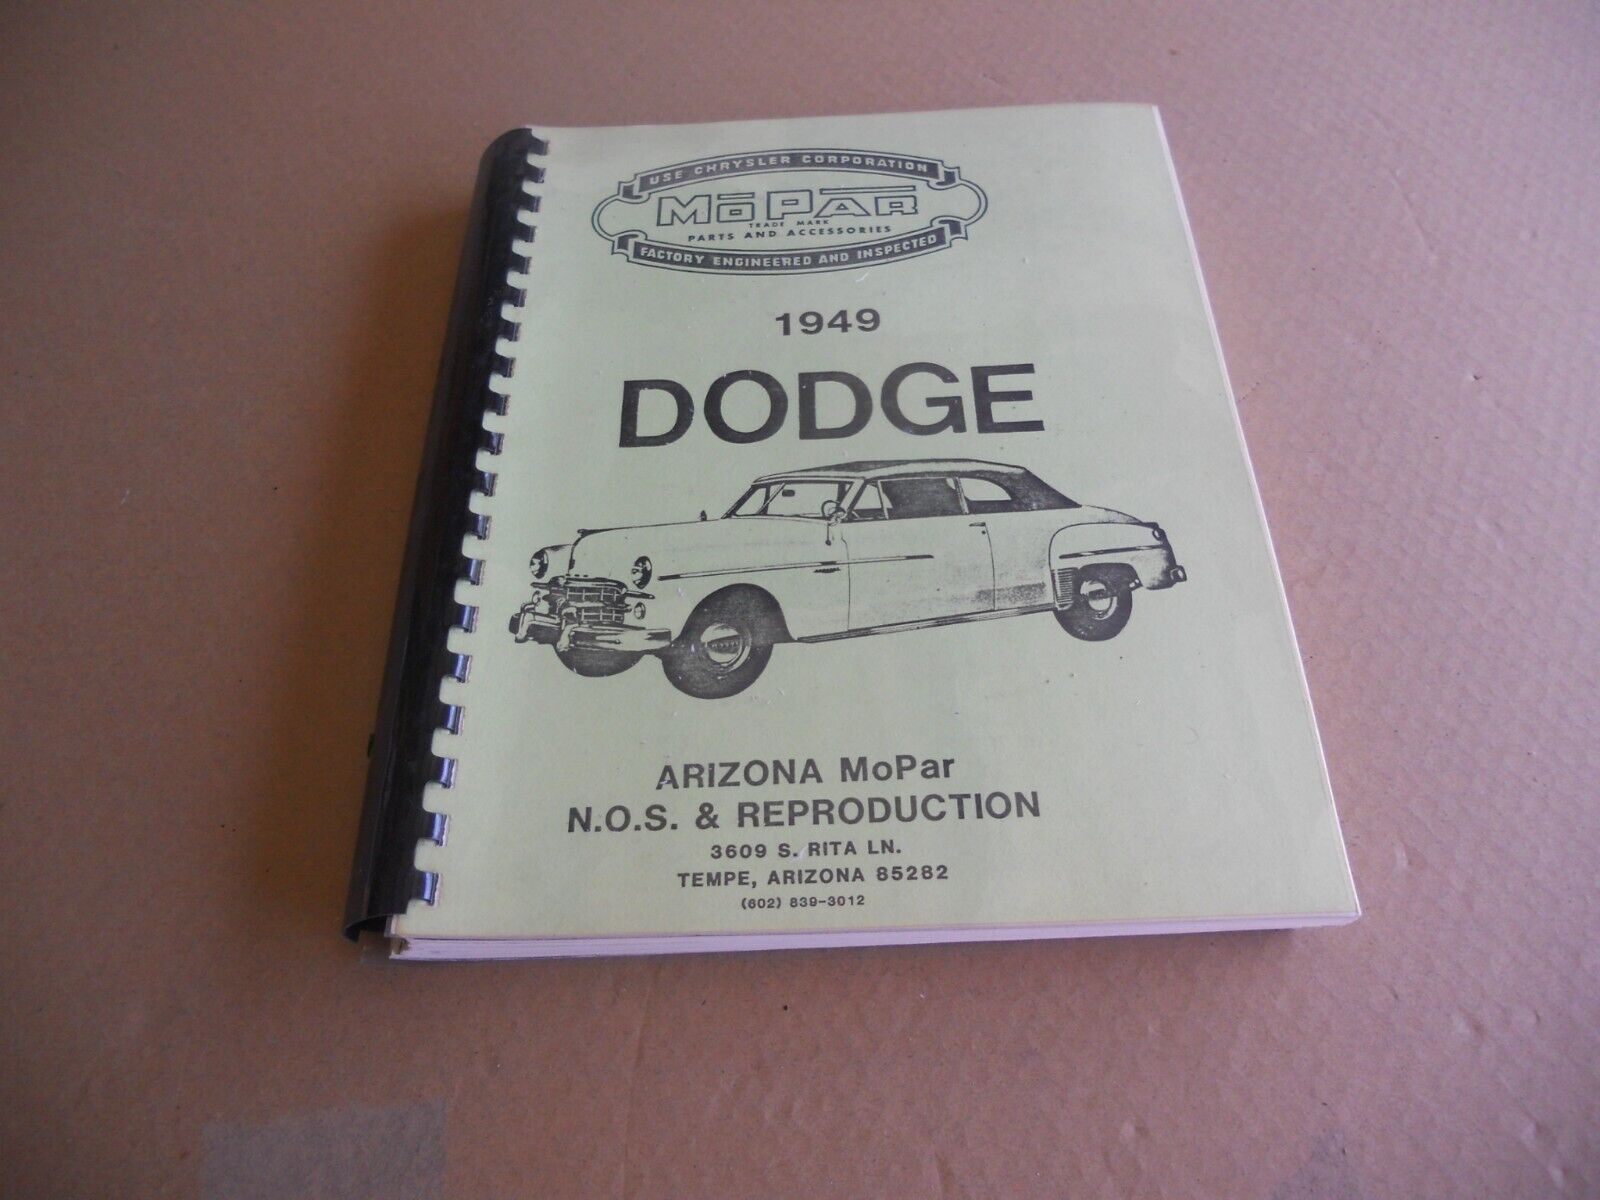 USE CHRYSLER CORPORATION
MOPAR
TRADE MARK
PARTS AND ACCESSORIES
FACTORY ENGINEERED AND INSPECTED
1949
DODGE
ARIZONA MoPar
N.O.S. & REPRODUCTION
3609 S. RITA LN.
TEMPE, ARIZONA 85282
(602) 839-3012